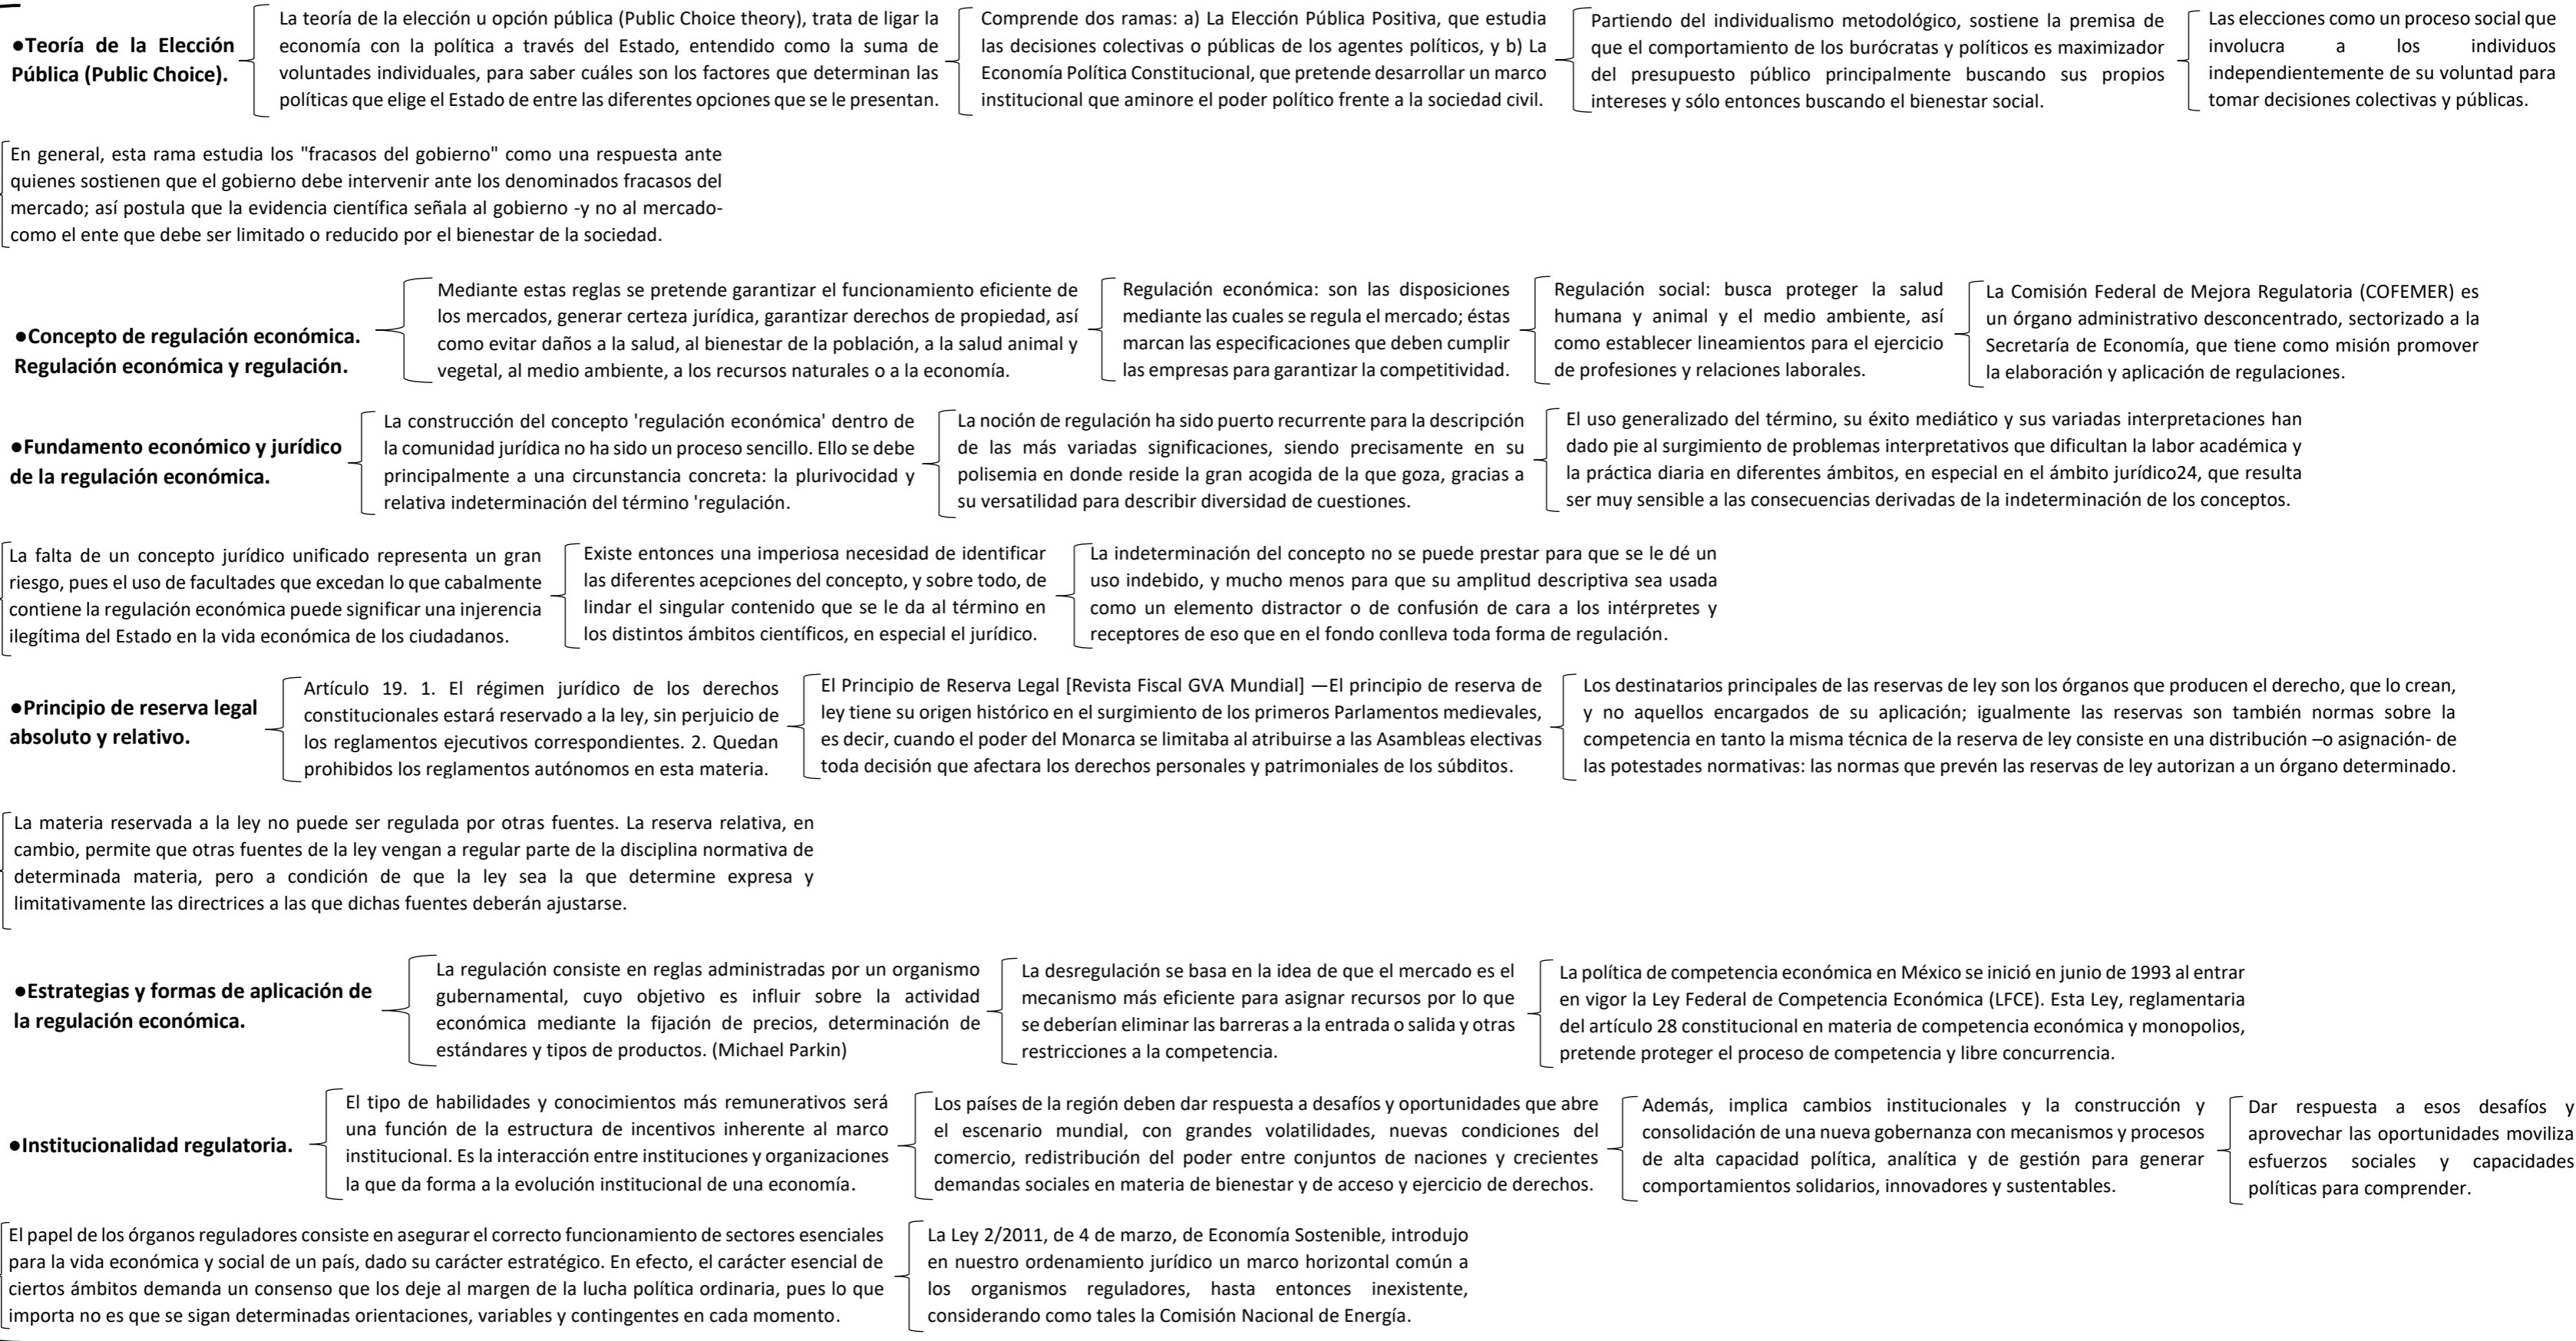 ●Teoría de la Elección
Pública (Public Choice).
La teoría de la elección u opción pública (Public Choice theory), trata de ligar la
economía con la política a través del Estado, entendido como la suma de
voluntades individuales, para saber cuáles son los factores que determinan las
políticas que elige el Estado de entre las diferentes opciones que se le presentan.
Comprende dos ramas: a) La Elección Pública Positiva, que estudia
las decisiones colectivas o públicas de los agentes políticos, y b) La
Economía Política Constitucional, que pretende desarrollar un marco
institucional que aminore el poder político frente a la sociedad civil.
Partiendo del individualismo metodológico, sostiene la premisa de
que el comportamiento de los burócratas y políticos es maximizador
del presupuesto público principalmente buscando sus propios
intereses y sólo entonces buscando el bienestar social.
Las elecciones como un proceso social que
involucra a los individuos
independientemente de su voluntad para
tomar decisiones colectivas y públicas.
En general, esta rama estudia los "fracasos del gobierno" como una respuesta ante
quienes sostienen que el gobierno debe intervenir ante los denominados fracasos del
mercado; así postula que la evidencia científica señala al gobierno -y no al mercado-
como el ente que debe ser limitado o reducido por el bienestar de la sociedad.
●Concepto de regulación económica.
Regulación económica y regulación.
Mediante estas reglas se pretende garantizar el funcionamiento eficiente de
los mercados, generar certeza jurídica, garantizar derechos de propiedad, así
como evitar daños a la salud, al bienestar de la población, a la salud animal y
vegetal, al medio ambiente, a los recursos naturales o a la economía.
Regulación económica: son las disposiciones
mediante las cuales se regula el mercado; éstas
marcan las especificaciones que deben cumplir
las empresas para garantizar la competitividad.
Regulación social: busca proteger la salud
humana y animal y el medio ambiente, así
como establecer lineamientos para el ejercicio
de profesiones y relaciones laborales.
La Comisión Federal de Mejora Regulatoria (COFEMER) es
un órgano administrativo desconcentrado, sectorizado a la
Secretaría de Economía, que tiene como misión promover
la elaboración y aplicación de regulaciones.
●Fundamento económico y jurídico
de la regulación económica.
La construcción del concepto 'regulación económica' dentro de
la comunidad jurídica no ha sido un proceso sencillo. Ello se debe
principalmente a una circunstancia concreta: la plurivocidad y
relativa indeterminación del término 'regulación.
La noción de regulación ha sido puerto recurrente para la descripción
de las más variadas significaciones, siendo precisamente en su
polisemia en donde reside la gran acogida de la que goza, gracias a
su versatilidad para describir diversidad de cuestiones.
El uso generalizado del término, su éxito mediático y sus variadas interpretaciones han
dado pie al surgimiento de problemas interpretativos que dificultan la labor académica y
la práctica diaria en diferentes ámbitos, en especial en el ámbito jurídico24, que resulta
ser muy sensible a las consecuencias derivadas de la indeterminación de los conceptos.
La falta de un concepto jurídico unificado representa un gran
riesgo, pues el uso de facultades que excedan lo que cabalmente
contiene la regulación económica puede significar una injerencia
ilegítima del Estado en la vida económica de los ciudadanos.
Existe entonces una imperiosa necesidad de identificar
las diferentes acepciones del concepto, y sobre todo, de
lindar el singular contenido que se le da al término en
los distintos ámbitos científicos, en especial el jurídico.
La indeterminación del concepto no se puede prestar para que se le dé un
uso indebido, y mucho menos para que su amplitud descriptiva sea usada
como un elemento distractor o de confusión de cara a los intérpretes y
receptores de eso que en el fondo conlleva toda forma de regulación.
●Principio de reserva legal
absoluto y relativo.
Artículo 19. 1. El régimen jurídico de los derechos
constitucionales estará reservado a la ley, sin perjuicio de
los reglamentos ejecutivos correspondientes. 2. Quedan
prohibidos los reglamentos autónomos en esta materia.
El Principio de Reserva Legal [Revista Fiscal GVA Mundial] —El principio de reserva de
ley tiene su origen histórico en el surgimiento de los primeros Parlamentos medievales,
es decir, cuando el poder del Monarca se limitaba al atribuirse a las Asambleas electivas
toda decisión que afectara los derechos personales y patrimoniales de los súbditos.
Los destinatarios principales de las reservas de ley son los órganos que producen el derecho, que lo crean,
y no aquellos encargados de su aplicación; igualmente las reservas son también normas sobre la
competencia en tanto la misma técnica de la reserva de ley consiste en una distribución –o asignación- de
las potestades normativas: las normas que prevén las reservas de ley autorizan a un órgano determinado.
La materia reservada a la ley no puede ser regulada por otras fuentes. La reserva relativa, en
cambio, permite que otras fuentes de la ley vengan a regular parte de la disciplina normativa de
determinada materia, pero a condición de que la ley sea la que determine expresa y
limitativamente las directrices a las que dichas fuentes deberán ajustarse.
●Estrategias y formas de aplicación de
la regulación económica.
La regulación consiste en reglas administradas por un organismo
gubernamental, cuyo objetivo es influir sobre la actividad
económica mediante la fijación de precios, determinación de
estándares y tipos de productos. (Michael Parkin)
La desregulación se basa en la idea de que el mercado es el
mecanismo más eficiente para asignar recursos por lo que
se deberían eliminar las barreras a la entrada o salida y otras
restricciones a la competencia.
La política de competencia económica en México se inició en junio de 1993 al entrar
en vigor la Ley Federal de Competencia Económica (LFCE). Esta Ley, reglamentaria
del artículo 28 constitucional en materia de competencia económica y monopolios,
pretende proteger el proceso de competencia y libre concurrencia.
●Institucionalidad regulatoria.
El tipo de habilidades y conocimientos más remunerativos será
una función de la estructura de incentivos inherente al marco
institucional. Es la interacción entre instituciones y organizaciones
la que da forma a la evolución institucional de una economía.
Los países de la región deben dar respuesta a desafíos y oportunidades que abre
el escenario mundial, con grandes volatilidades, nuevas condiciones del
comercio, redistribución del poder entre conjuntos de naciones y crecientes
demandas sociales en materia de bienestar y de acceso y ejercicio de derechos.
Además, implica cambios institucionales y la construcción y
consolidación de una nueva gobernanza con mecanismos y procesos
de alta capacidad política, analítica y de gestión para generar
comportamientos solidarios, innovadores y sustentables.
Dar respuesta a esos desafíos y
aprovechar las oportunidades moviliza
esfuerzos sociales y capacidades
políticas para comprender.
El papel de los órganos reguladores consiste en asegurar el correcto funcionamiento de sectores esenciales
para la vida económica y social de un país, dado su carácter estratégico. En efecto, el carácter esencial de
ciertos ámbitos demanda un consenso que los deje al margen de la lucha política ordinaria, pues lo que
importa no es que se sigan determinadas orientaciones, variables y contingentes en cada momento.
La Ley 2/2011, de 4 de marzo, de Economía Sostenible, introdujo
en nuestro ordenamiento jurídico un marco horizontal común a
los organismos reguladores, hasta entonces inexistente,
considerando como tales la Comisión Nacional de Energía.